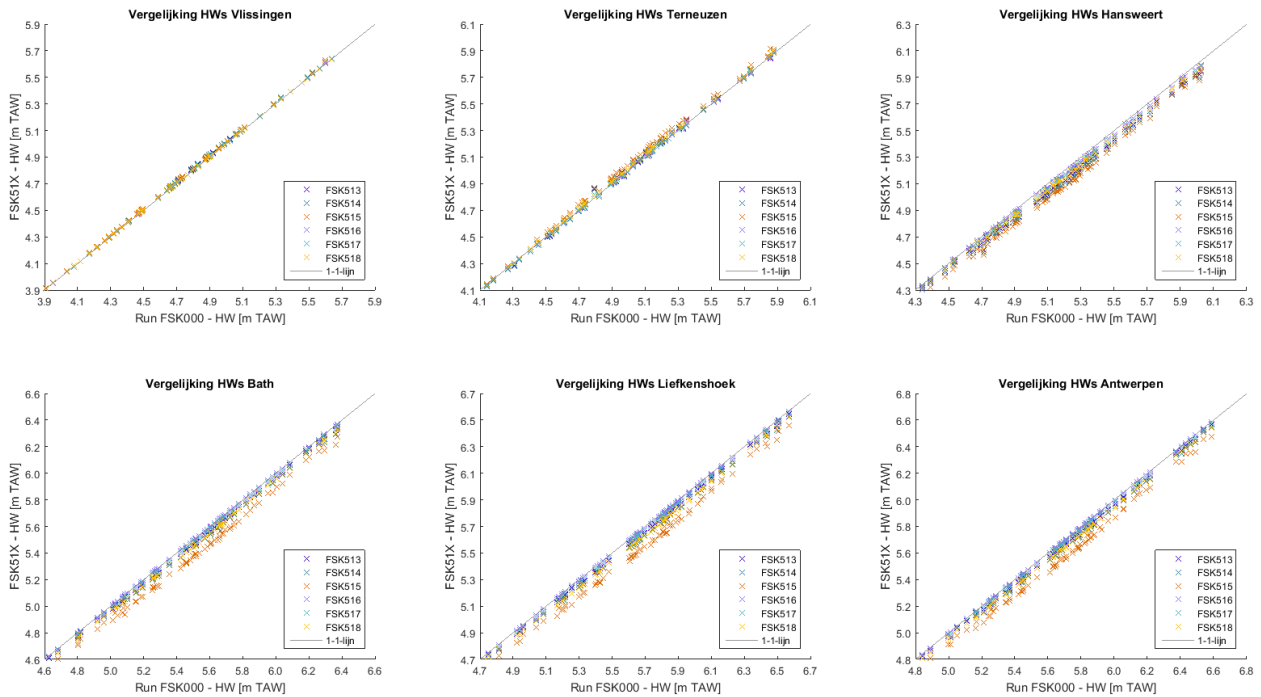 Vergelijking HWs Vlissingen
FSK51X - HW [m TAW]
5.9
5.7
5.5
5.3
5.1
4.9
4.7
4.5
4.3
4.1
3.9
3.9 4.1 4.3 4.5 4.7 4.9 5.1 5.3 5.5 5.7 5.9
Run FSK000 - HW [m TAW]
FSK513
FSK514
FSK515
FSK516
FSK517
FSK518
1-1-lijn
Vergelijking HWs Terneuzen
FSK51X - HW [m TAW]
6.1
5.9
5.7
5.5
5.3
5.1
4.9
4.7
4.5
4.3
4.1
4.1 4.3 4.5 4.7 4.9 5.1 5.3 5.5 5.7 5.9 6.1
Run FSK000 - HW [m TAW]
FSK513
FSK514
FSK515
FSK516
FSK517
FSK518
1-1-lijn
Vergelijking HWs Hansweert
FSK51X - HW [m TAW]
6.3
6.1
5.9
5.7
5.5
5.3
5.1
4.9
4.7
4.5
4.3
4.3 4.5 4.7 4.9 5.1 5.3 5.5 5.7 5.9 6.1 6.3
Run FSK000 - HW [m TAW]
FSK513
FSK514
FSK515
FSK516
FSK517
FSK518
1-1-lijn
Vergelijking HWs Bath
FSK51X - HW [m TAW]
6.6
6.4
6.2
6.0
5.8
5.6
5.4
5.2
5.0
4.8
4.6
4.6 4.8 5.0 5.2 5.4 5.6 5.8 6.0 6.2 6.4 6.6
Run FSK000 - HW [m TAW]
FSK513
FSK514
FSK515
FSK516
FSK517
FSK518
1-1-lijn
Vergelijking HWs Liefkenshoek
FSK51X - HW [m TAW]
6.7
6.5
6.3
6.1
5.9
5.7
5.5
5.3
5.1
4.9
4.7
4.7 4.9 5.1 5.3 5.5 5.7 5.9 6.1 6.3 6.5 6.7
Run FSK000 - HW [m TAW]
FSK513
FSK514
FSK515
FSK516
FSK517
FSK518
1-1-lijn
Vergelijking HWs Antwerpen
FSK51X - HW [m TAW]
6.8
6.6
6.4
6.2
6.0
5.8
5.6
5.4
5.2
5.0
4.8
4.8 5.0 5.2 5.4 5.6 5.8 6.0 6.2 6.4 6.6 6.8
Run FSK000 - HW [m TAW]
FSK513
FSK514
FSK515
FSK516
FSK517
FSK518
1-1-lijn